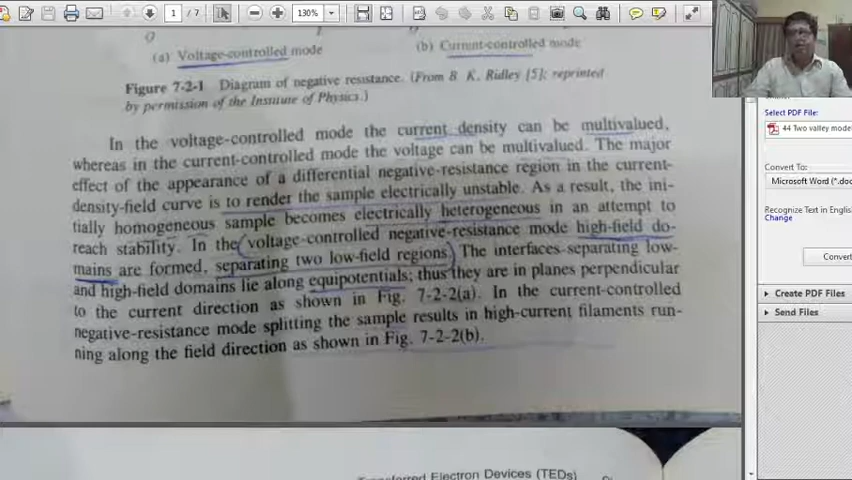 1 / 7
130%
(a) Voltage-controlled mode
(b) Current-controlled mode
Figure 7-2-1 Diagram of negative resistance. (From B. K. Ridley [5]; reprinted
by permission of the Institute of Physics.)
In the voltage-controlled mode the current density can be multivalued,
whereas in the current-controlled mode the voltage can be multivalued. The major
effect of the appearance of a differential negative-resistance region in the current-
density-field curve is to render the sample electrically unstable. As a result, the ini-
tially homogeneous sample becomes electrically heterogeneous in an attempt to
reach stability. In the voltage-controlled negative-resistance mode high-field do-
mains are formed, separating two low-field regions. The interfaces separating low-
and high-field domains lie along equipotentials; thus they are in planes perpendicular
to the current direction as shown in Fig. 7-2-2(a). In the current-controlled
negative-resistance mode splitting the sample results in high-current filaments run-
ning along the field direction as shown in Fig. 7-2-2(b).
Transferred Electron Devices (TEDs)
Select PDF File:
44 Two valley mode
Convert To:
Microsoft Word (*.doc
Recognize Text in English
Change
Convert
Create PDF Files
Send Files